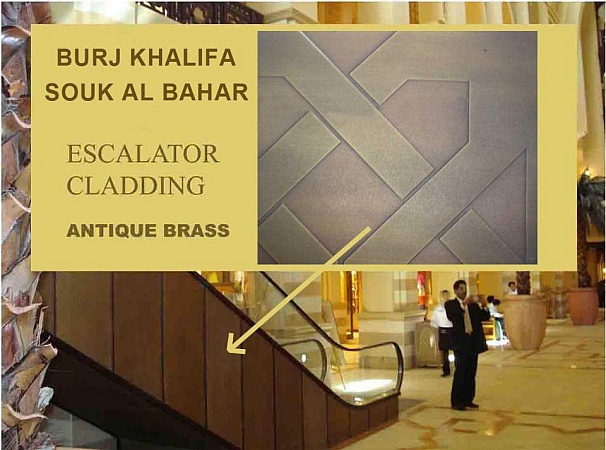 BURJ KHALIFA
SOUK AL BAHAR
ESCALATOR
CLADDING
ANTIQUE BRASS